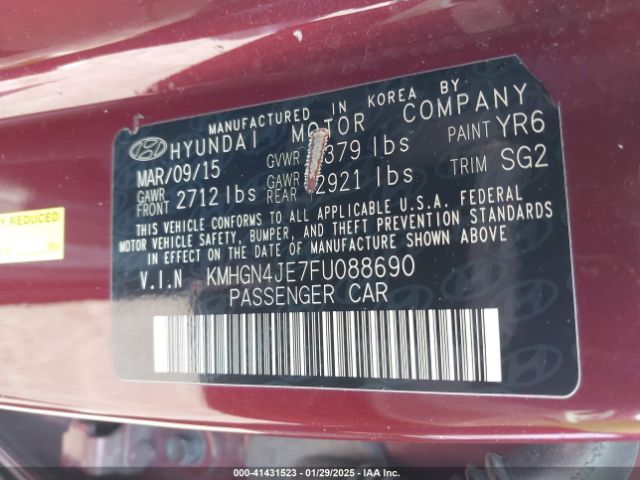 MANUFACTURED IN KOREA BY
HYUNDAI MOTOR COMPANY
MAR/09/15 GVWR 379 lbs PAINT YR6
GAWR FRONT 2712 lbs GAWR REAR 2921 lbs TRIM SG2
THIS VEHICLE CONFORMS TO ALL APPLICABLE U.S.A. FEDERAL
MOTOR VEHICLE SAFETY, BUMPER, AND THEFT PREVENTION STANDARDS
IN EFFECT ON THE DATE OF MANUFACTURE SHOWN ABOVE.
V.I.N KMHGN4JE7FU088690
PASSENGER CAR
Y REDUCED
000-41431523 - 01/29/2025 - IAA Inc.